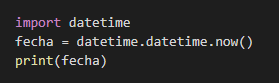 import datetime
fecha = datetime.datetime.now()
print(fecha)